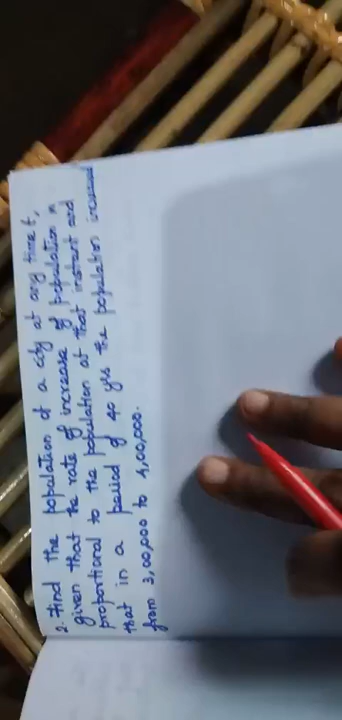 2. Find the population of a city at any time t,
given that the rate of increase of population is
proportional to the population at that instant and
that in a period of 40 yrs the population increased
from 3,00,000 to 4,00,000.